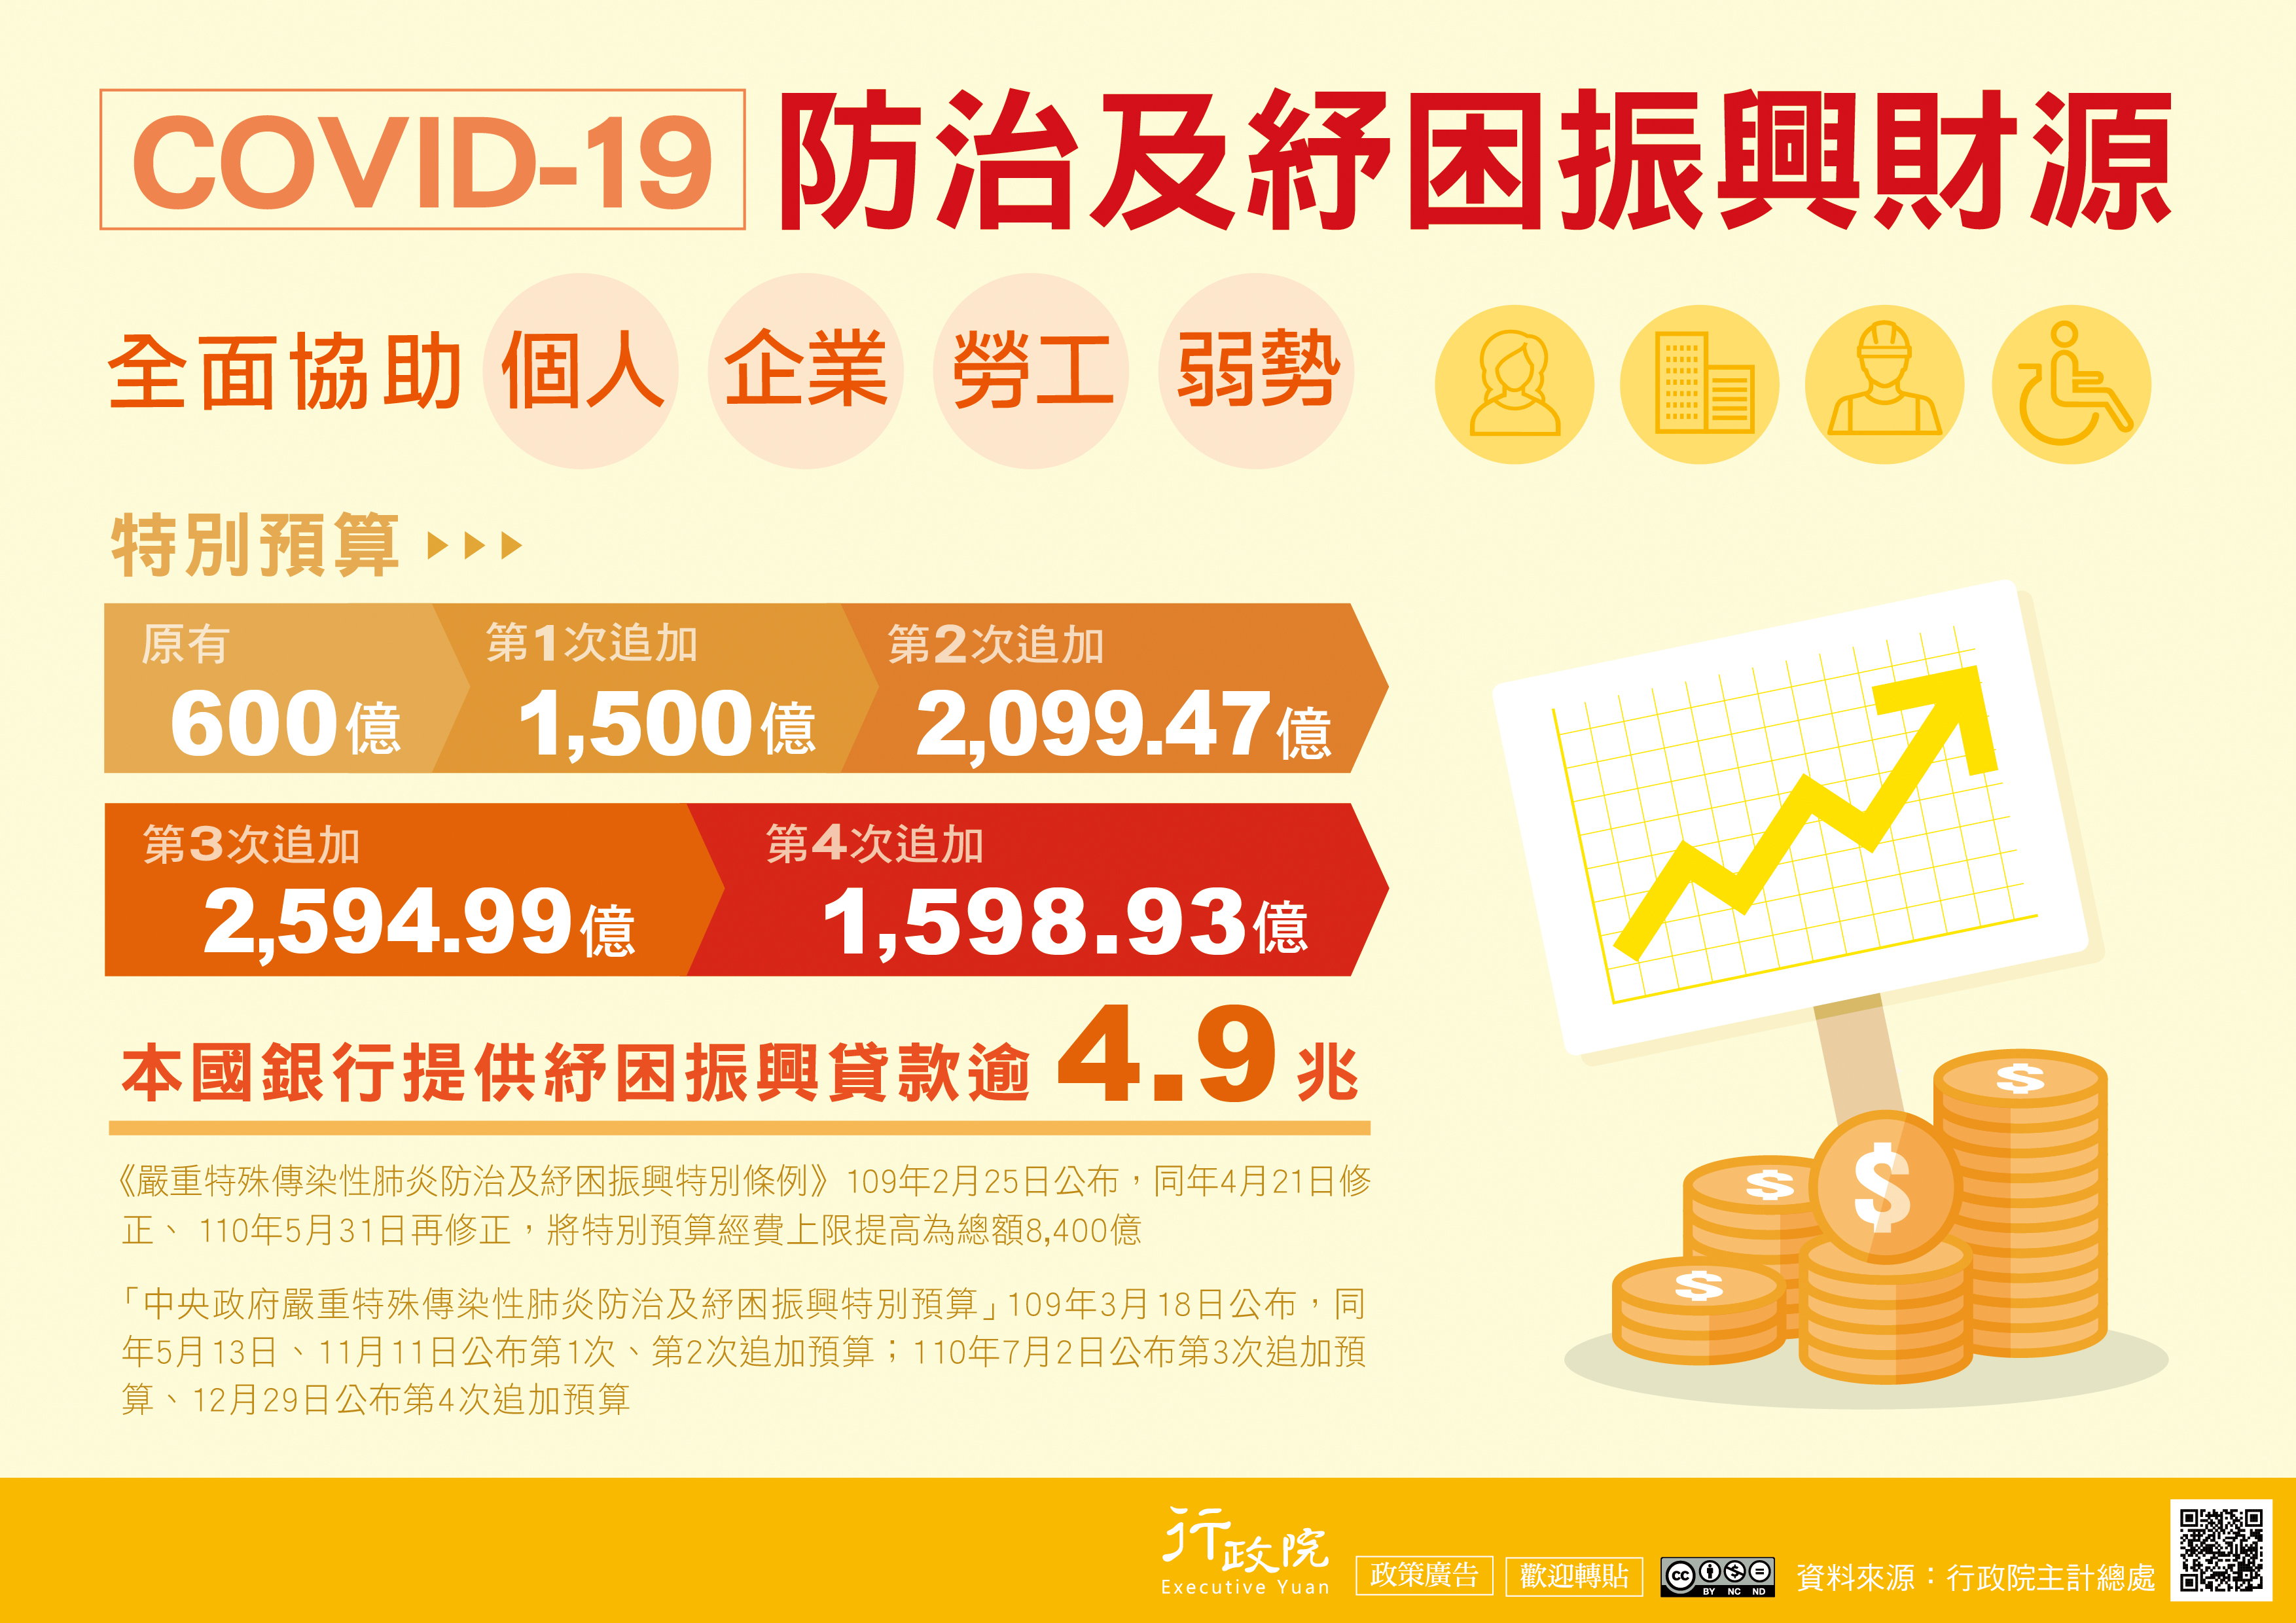 COVID-19 防治及紓困振興財源
全面協助 個人 企業 勞工 弱勢
特別預算
原有
600億
第1次追加
1,500億
第2次追加
2,099.47億
第3次追加
2,594.99億
第4次追加
1,598.93億
本國銀行提供紓困振興貸款逾 4.9 兆
《嚴重特殊傳染性肺炎防治及紓困振興特別條例》109年2月25日公布，同年4月21日修
正、110年5月31日再修正，將特別預算經費上限提高為總額8,400億
「中央政府嚴重特殊傳染性肺炎防治及紓困振興特別預算」109年3月18日公布，同
年5月13日、11月11日公布第1次、第2次追加預算；110年7月2日公布第3次追加預
算、12月29日公布第4次追加預算
$
$
$
$
行政院
Executive Yuan
政策廣告
歡迎轉貼
cc
BY NC ND
資料來源：行政院主計總處